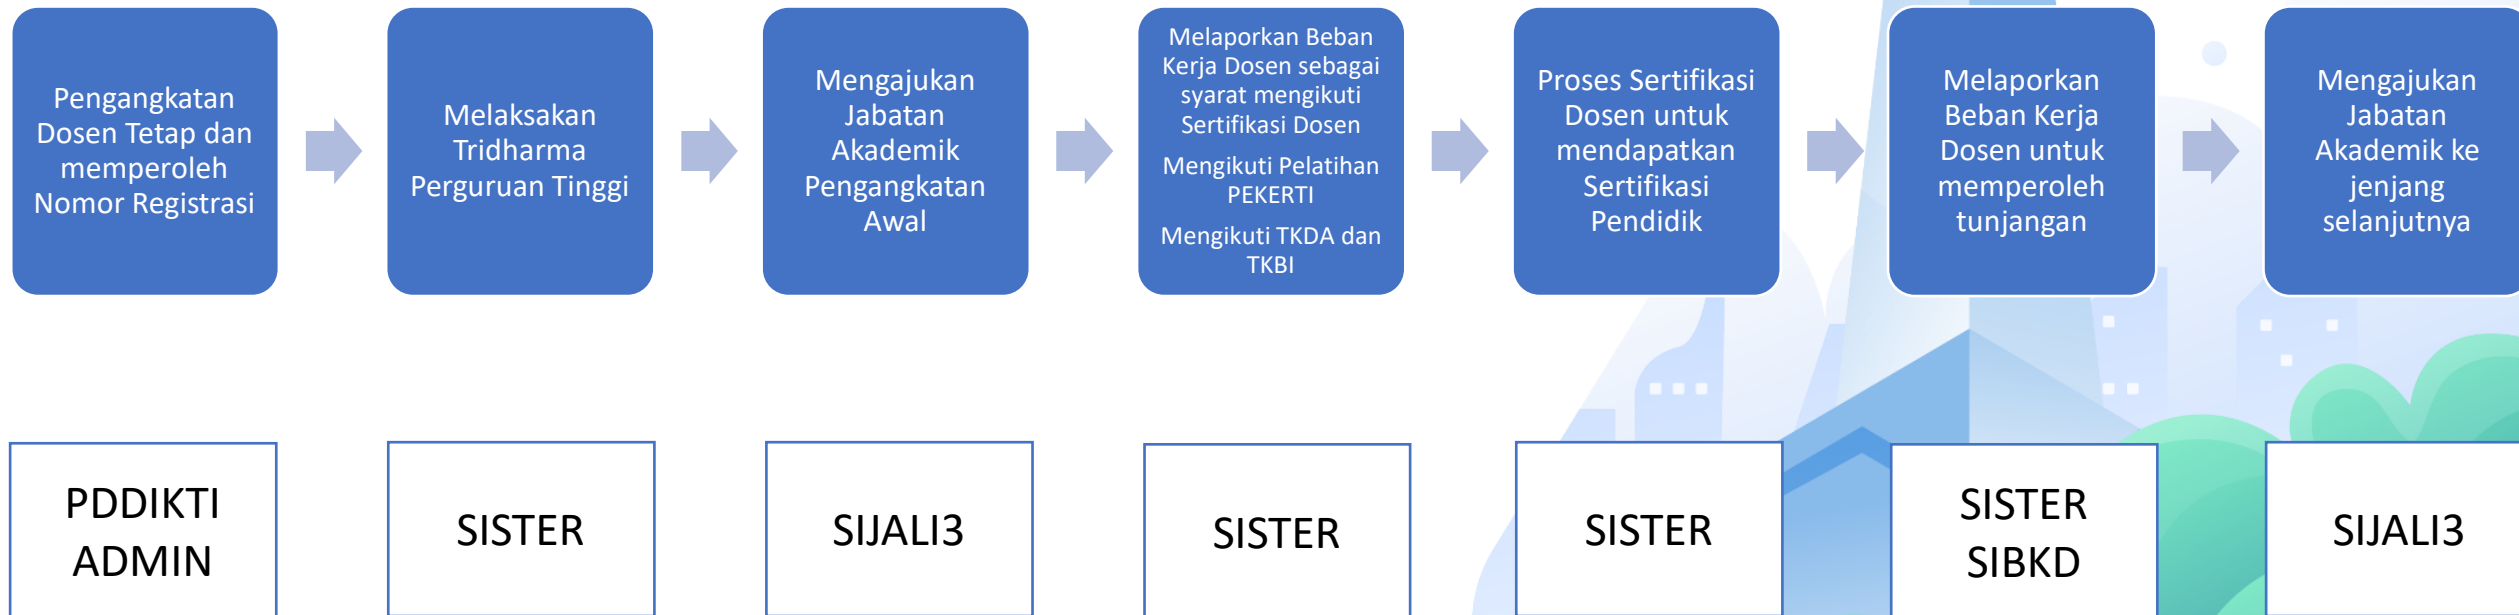 Pengangkatan
Dosen Tetap dan
memperoleh
Nomor Registrasi
Melaksakan
Tridharma
Perguruan Tinggi
Mengajukan
Jabatan
Akademik
Pengangkatan
Awal
Melaporkan Beban
Kerja Dosen sebagai
syarat mengikuti
Sertifikasi Dosen
Mengikuti Pelatihan
PEKERTI
Mengikuti TKDA dan
TKBI
Proses Sertifikasi
Dosen untuk
mendapatkan
Sertifikasi
Pendidik
Melaporkan
Beban Kerja
Dosen untuk
memperoleh
tunjangan
Mengajukan
Jabatan
Akademik ke
jenjang
selanjutnya
PDDIKTI
ADMIN
SISTER
SIJALI3
SISTER
SISTER
SISTER
SIBKD
SIJALI3